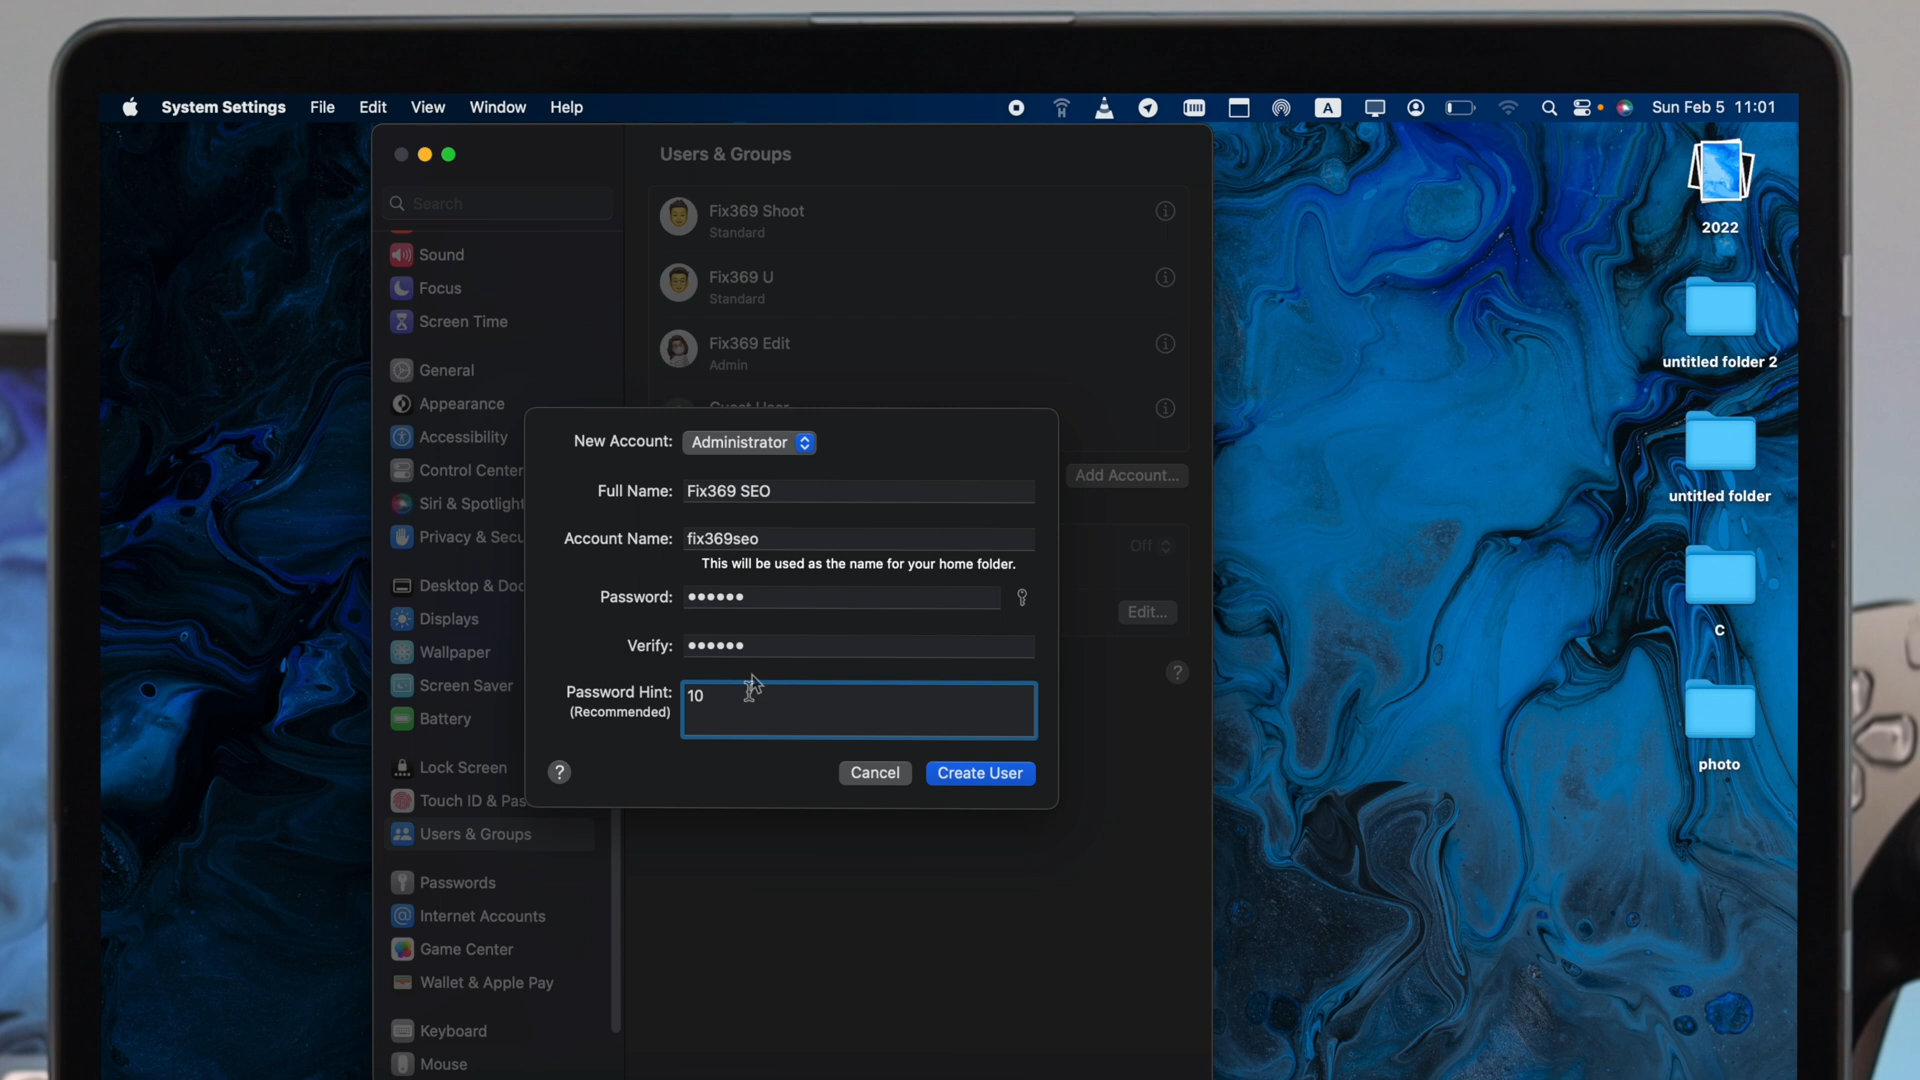 System Settings File Edit View Window Help A Sun Feb 5 11:01
Search
Sound
Focus
Screen Time
General
Appearance
Accessibility
Control Center
Siri & Spotlight
Privacy & Secu
Desktop & Doc
Displays
Wallpaper
Screen Saver
Battery
Lock Screen
Touch ID & Pas
Users & Groups
Passwords
Internet Accounts
Game Center
Wallet & Apple Pay
Keyboard
Mouse
Users & Groups
Fix369 Shoot
Standard
Fix369 U
Standard
Fix369 Edit
Admin
Guest User
Add Account...
Off
Edit...
?
New Account: Administrator
Full Name: Fix369 SEO
Account Name: fix369seo
This will be used as the name for your home folder.
Password: ••••••
Verify: ••••••
Password Hint: 10
(Recommended)
? Cancel Create User
2022
untitled folder 2
untitled folder
C
photo